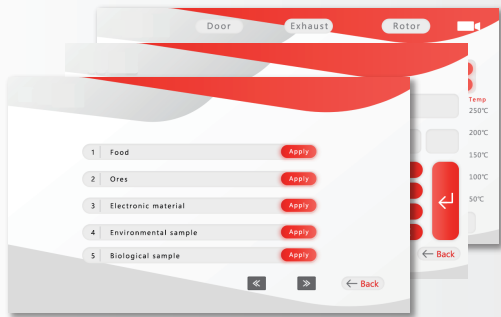 Door Exhaust Rotor
Temp
250℃
200℃
150℃
100℃
50℃
1 Food Apply
2 Ores Apply
3 Electronic material Apply
4 Environmental sample Apply
5 Biological sample Apply
Back
Back